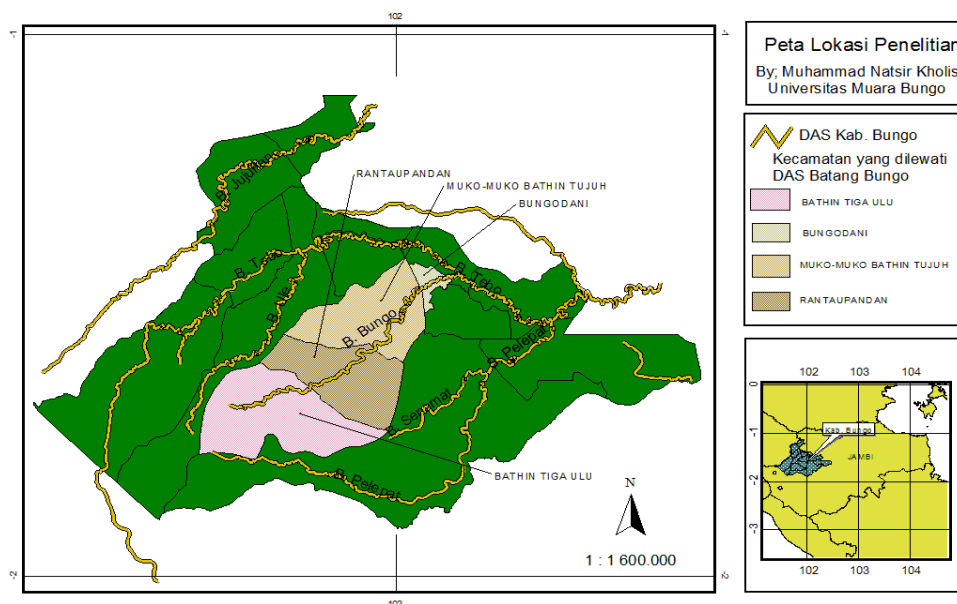 102
-1
-1
Peta Lokasi Penelitian
By; Muhammad Natsir Kholis
Universitas Muara Bungo
DAS Kab. Bungo
Kecamatan yang dilewati
DAS Batang Bungo
BATHIN TIGA ULU
BUNGODANI
MUKO-MUKO BATHIN TUJUH
RANTAUPANDAN
RANTAUPANDAN
MUKO-MUKO BATHIN TUJUH
BUNGODANI
B. Jujuhan
B. Tebo
B. Bungo
S. Pelepat
B. Pelepat
BATHIN TIGA ULU
N
1 : 1 600.000
-2
-2
102
102 103 104
0
-1
-2
-3
Kab. Bungo
JAMBI
102 103 104